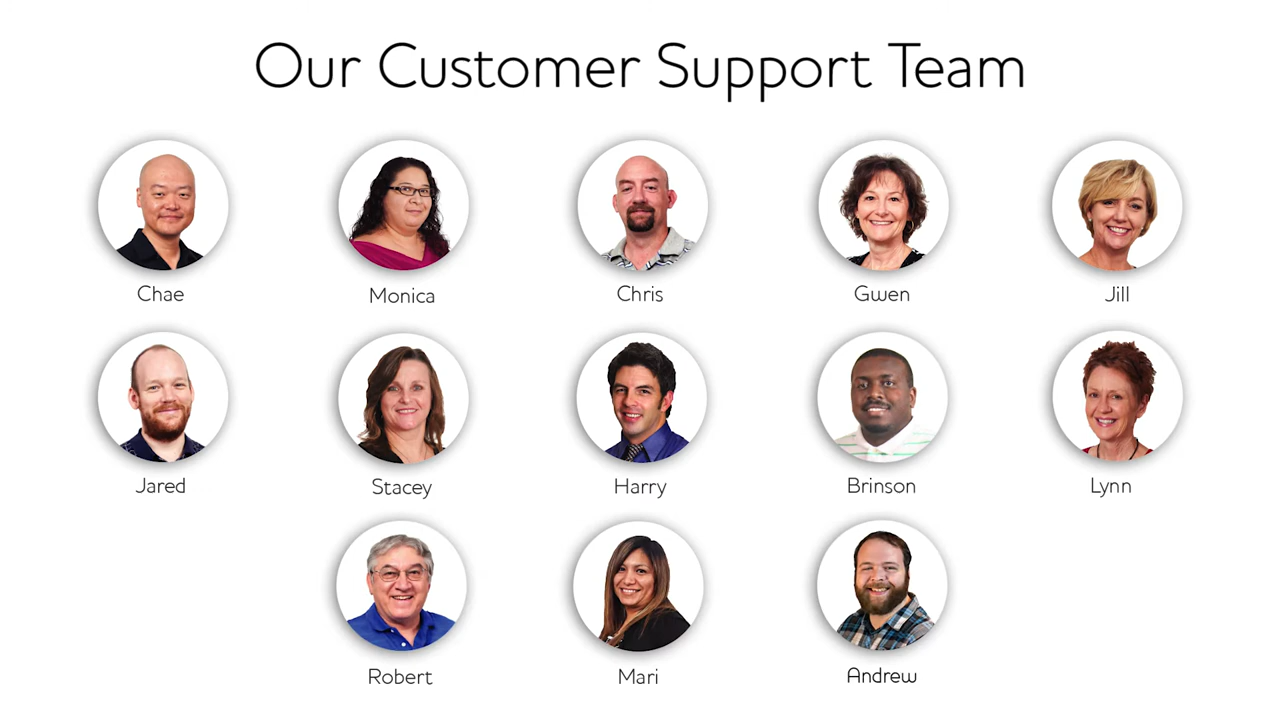 Our Customer Support Team
Chae Monica Chris Gwen Jill
Jared Stacey Harry Brinson Lynn
Robert Mari Andrew